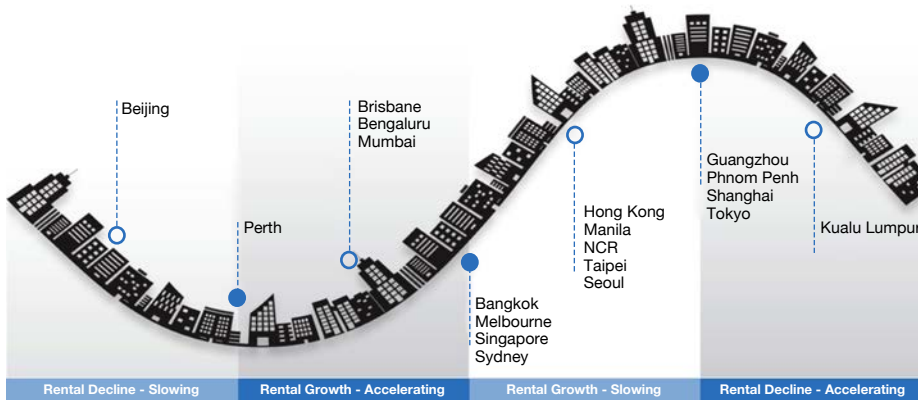 Beijing
Perth
Brisbane
Bengaluru
Mumbai
Bangkok
Melbourne
Singapore
Sydney
Hong Kong
Manila
NCR
Taipei
Seoul
Guangzhou
Phnom Penh
Shanghai
Tokyo
Kualu Lumpur
Rental Decline - Slowing
Rental Growth - Accelerating
Rental Growth - Slowing
Rental Decline - Accelerating